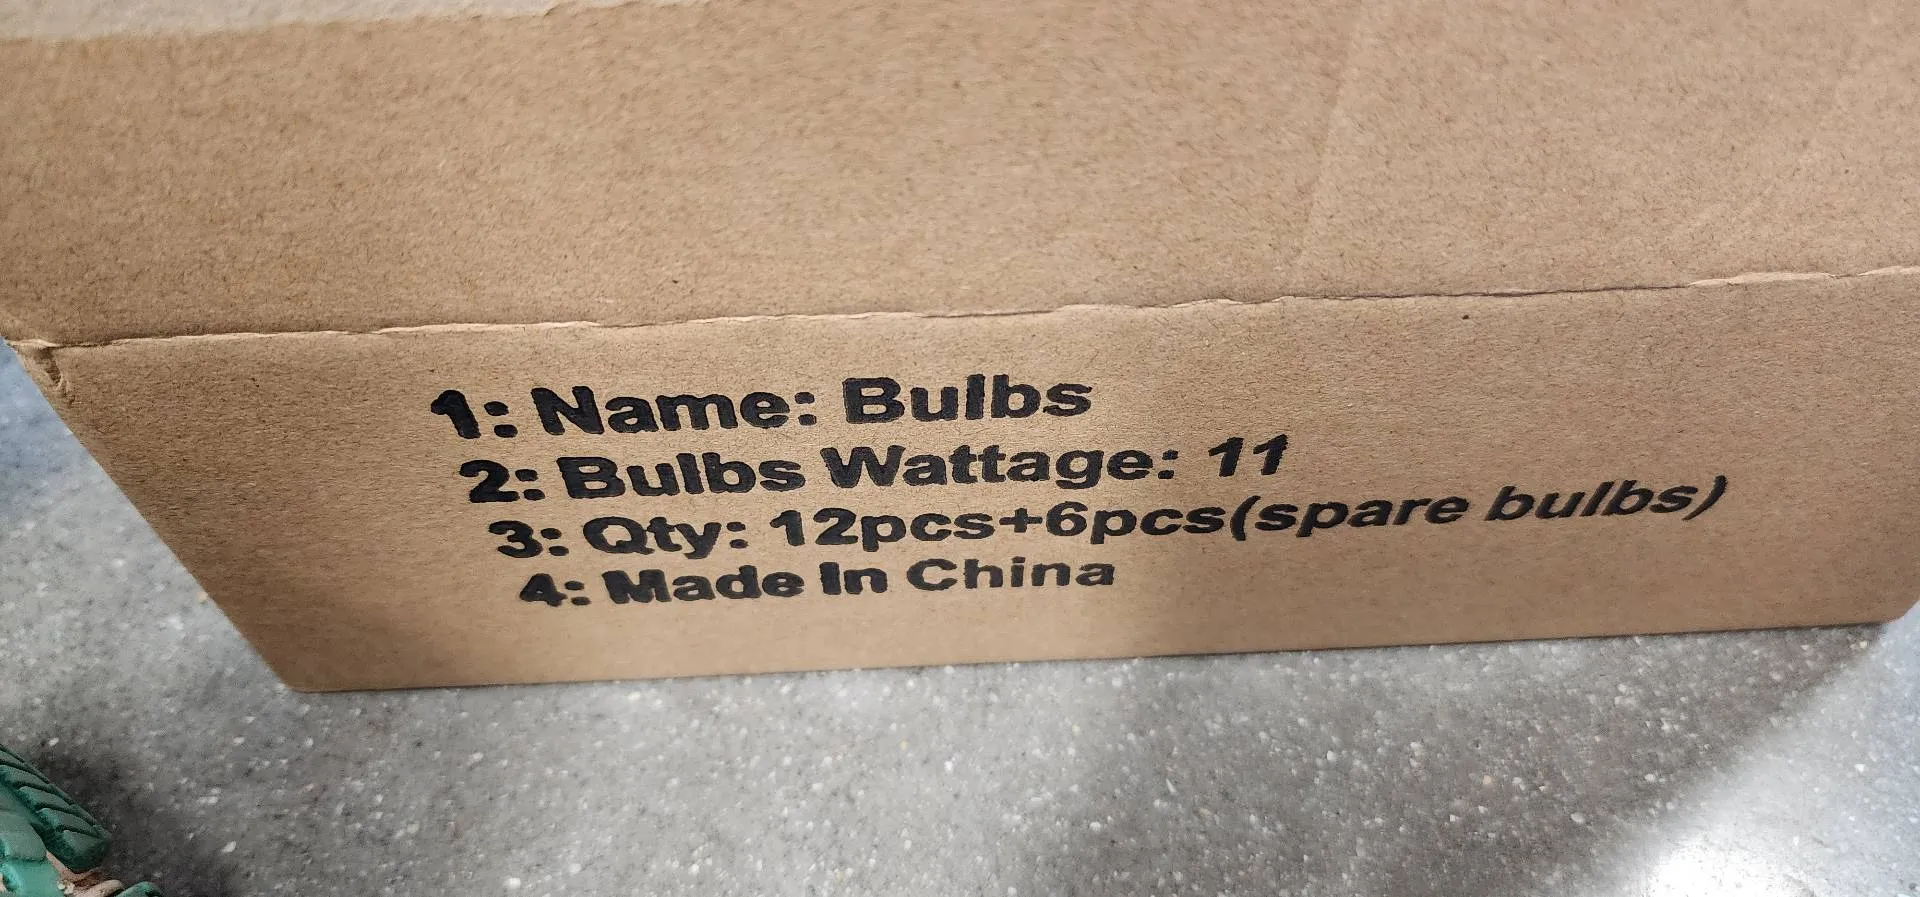 1: Name: Bulbs
2: Bulbs Wattage: 11
3: Qty: 12pcs+6pcs(spare bulbs)
4: Made In China